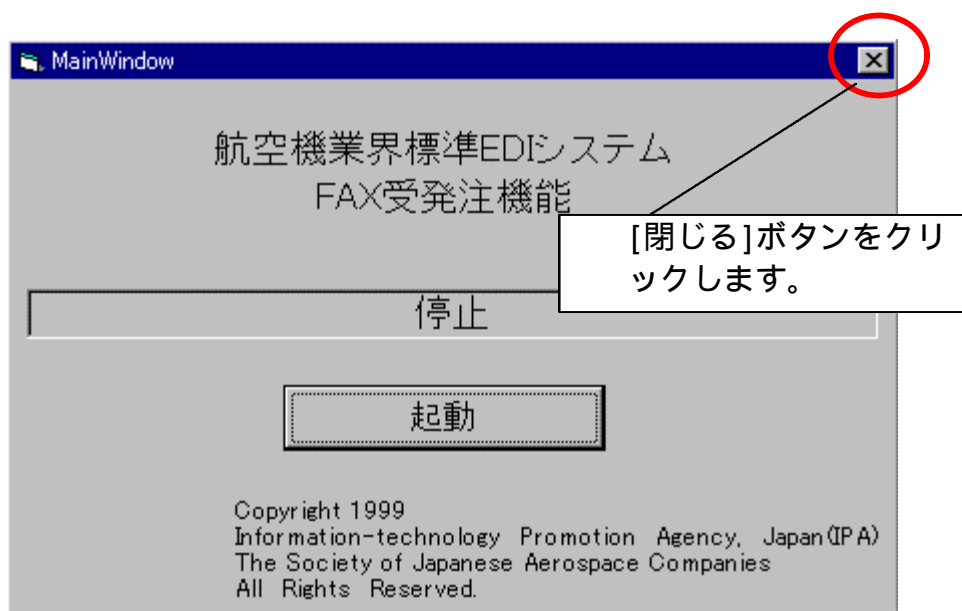 MainWindow
航空機業界標準EDIシステム
FAX受発注機能
[閉じる]ボタンをクリ
ックします。
停止
起動
Copyright 1999
Information-technology Promotion Agency, Japan(IPA)
The Society of Japanese Aerospace Companies
All Rights Reserved.